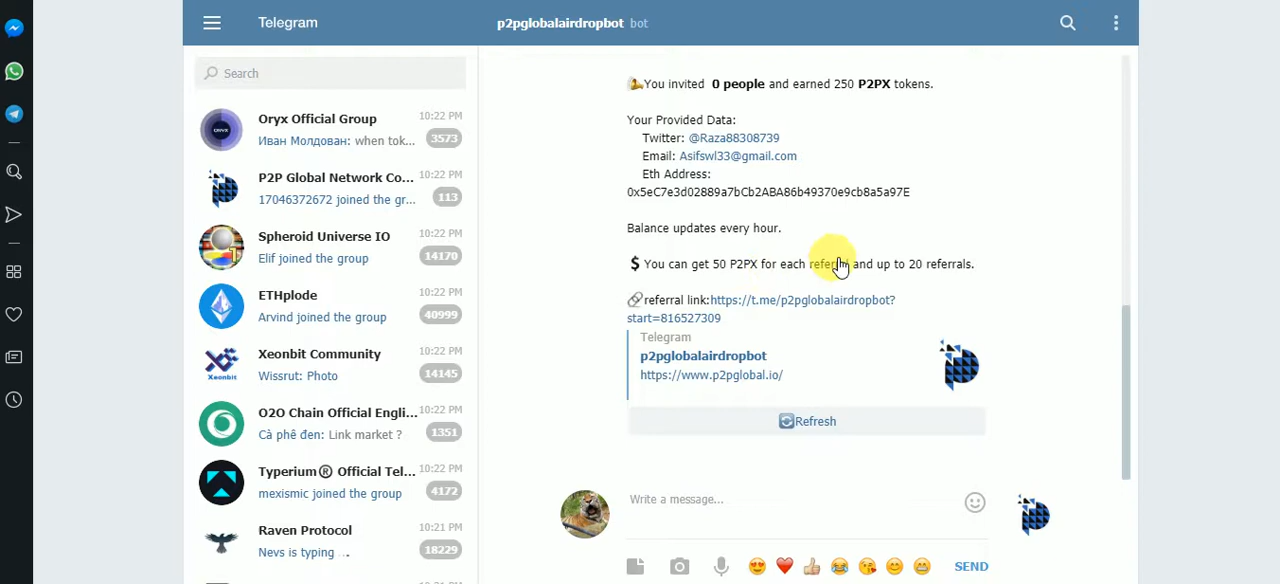 Telegram
p2pglobalairdropbot bot
Search
Oryx Official Group 10:22 PM
Иван Молдован: when tok... 3573
P2P Global Network Co... 10:22 PM
17046372672 joined the gr... 113
Spheroid Universe IO 10:22 PM
Elif joined the group 14170
ETHplode 10:22 PM
Arvind joined the group 40999
Xeonbit Community 10:22 PM
Wissrut: Photo 14145
Xeonbit
O2O Chain Official Engli... 10:22 PM
Cà phê đen: Link market ? 1351
Typerium® Official Tel... 10:22 PM
mexismic joined the group 4172
Raven Protocol 10:21 PM
Nevs is typing ... 18229
You invited 0 people and earned 250 P2PX tokens.
Your Provided Data:
Twitter: @Raza88308739
Email: Asifswl33@gmail.com
Eth Address:
0x5eC7e3d02889a7bCb2ABA86b49370e9cb8a5a97E
Balance updates every hour.
$ You can get 50 P2PX for each referral and up to 20 referrals.
referral link:https://t.me/p2pglobalairdropbot?
start=816527309
Telegram
p2pglobalairdropbot
https://www.p2pglobal.io/
Refresh
Write a message...
SEND